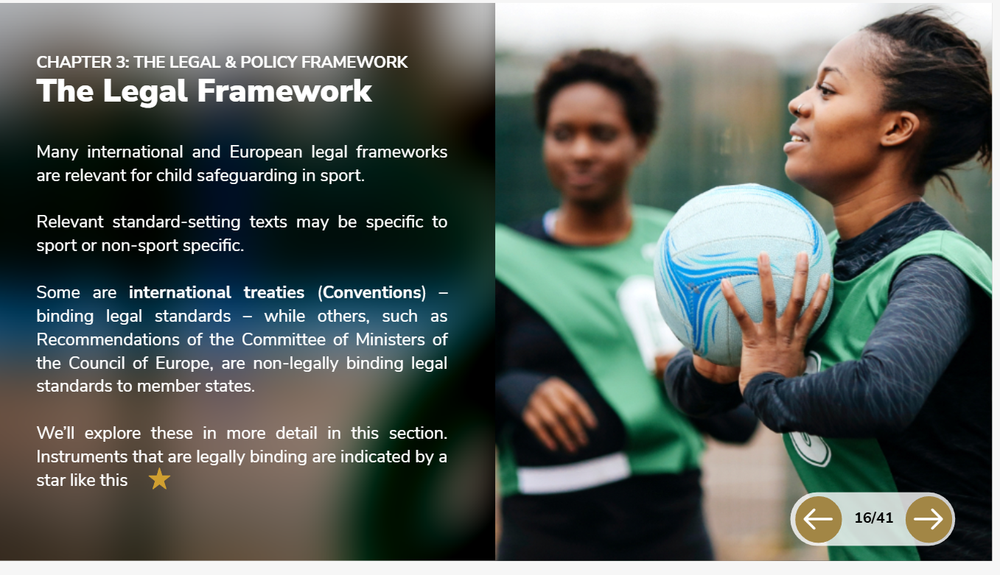 CHAPTER 3: THE LEGAL & POLICY FRAMEWORK
The Legal Framework
Many international and European legal frameworks
are relevant for child safeguarding in sport.
Relevant standard-setting texts may be specific to
sport or non-sport specific.
Some are international treaties (Conventions) –
binding legal standards – while others, such as
Recommendations of the Committee of Ministers of
the Council of Europe, are non-legally binding legal
standards to member states.
We’ll explore these in more detail in this section.
Instruments that are legally binding are indicated by a
star like this
16/41